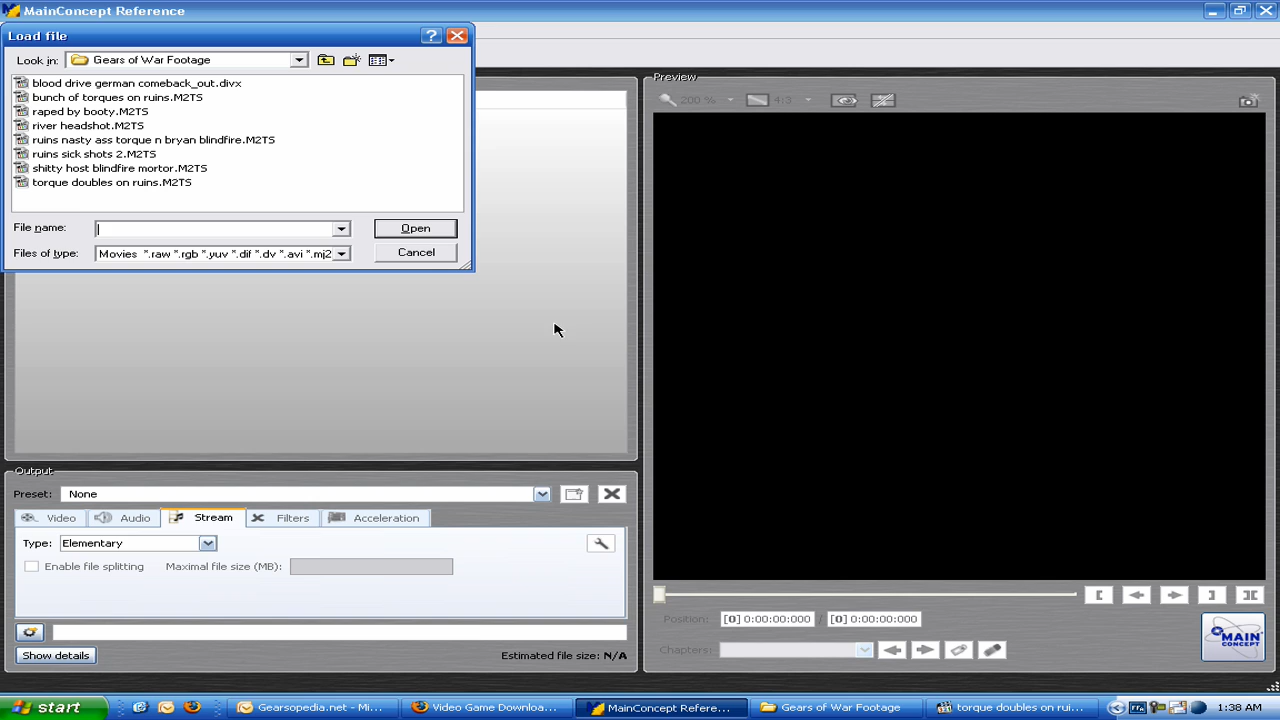 MainConcept Reference
Load file
Look in: Gears of War Footage
blood drive german comeback_out.divx
bunch of torques on ruins.M2TS
raped by booty.M2TS
river headshot.M2TS
ruins nasty ass torque n bryan blindfire.M2TS
ruins sick shots 2.M2TS
shitty host blindfire mortor.M2TS
torque doubles on ruins.M2TS
File name: Open
Files of type: Movies *.raw *.rgb *.yuv *.dif *.dv *.avi *.mj2 Cancel
Preview
200 % 4:3
Output
Preset: None
Video Audio Stream Filters Acceleration
Type: Elementary
Enable file splitting Maximal file size (MB):
Show details Estimated file size: N/A
Position: [0] 0:00:00:000 / [0] 0:00:00:000
Chapters:
MAIN CONCEPT
start Gearsopedia.net - Mi... Video Game Downloa... MainConcept Refere... Gears of War Footage torque doubles on rui... 1:38 AM